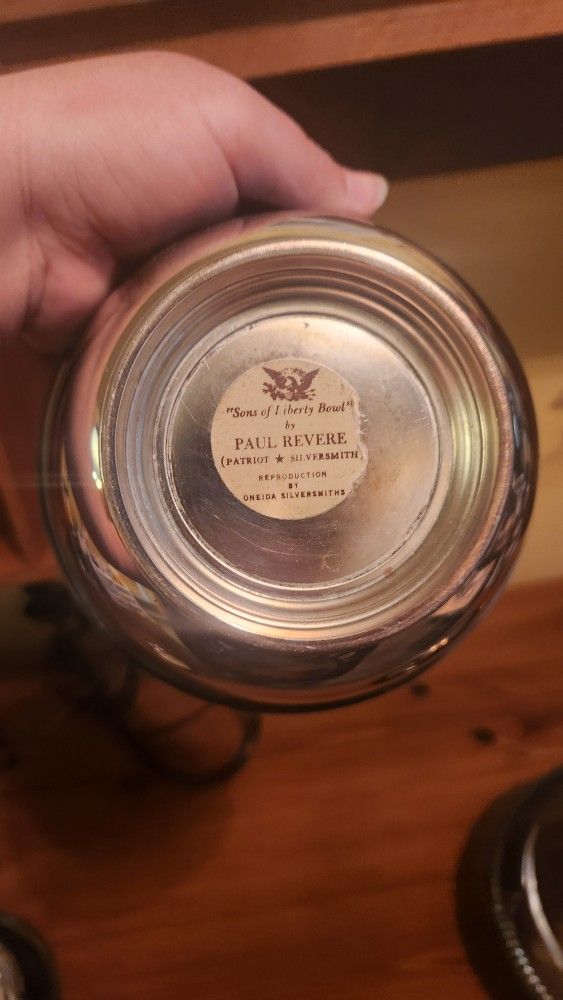 "Sons of Liberty Bowl"
by
PAUL REVERE
(PATRIOT ★ SILVERSMITH
REPRODUCTION
BY
ONEIDA SILVERSMITHS